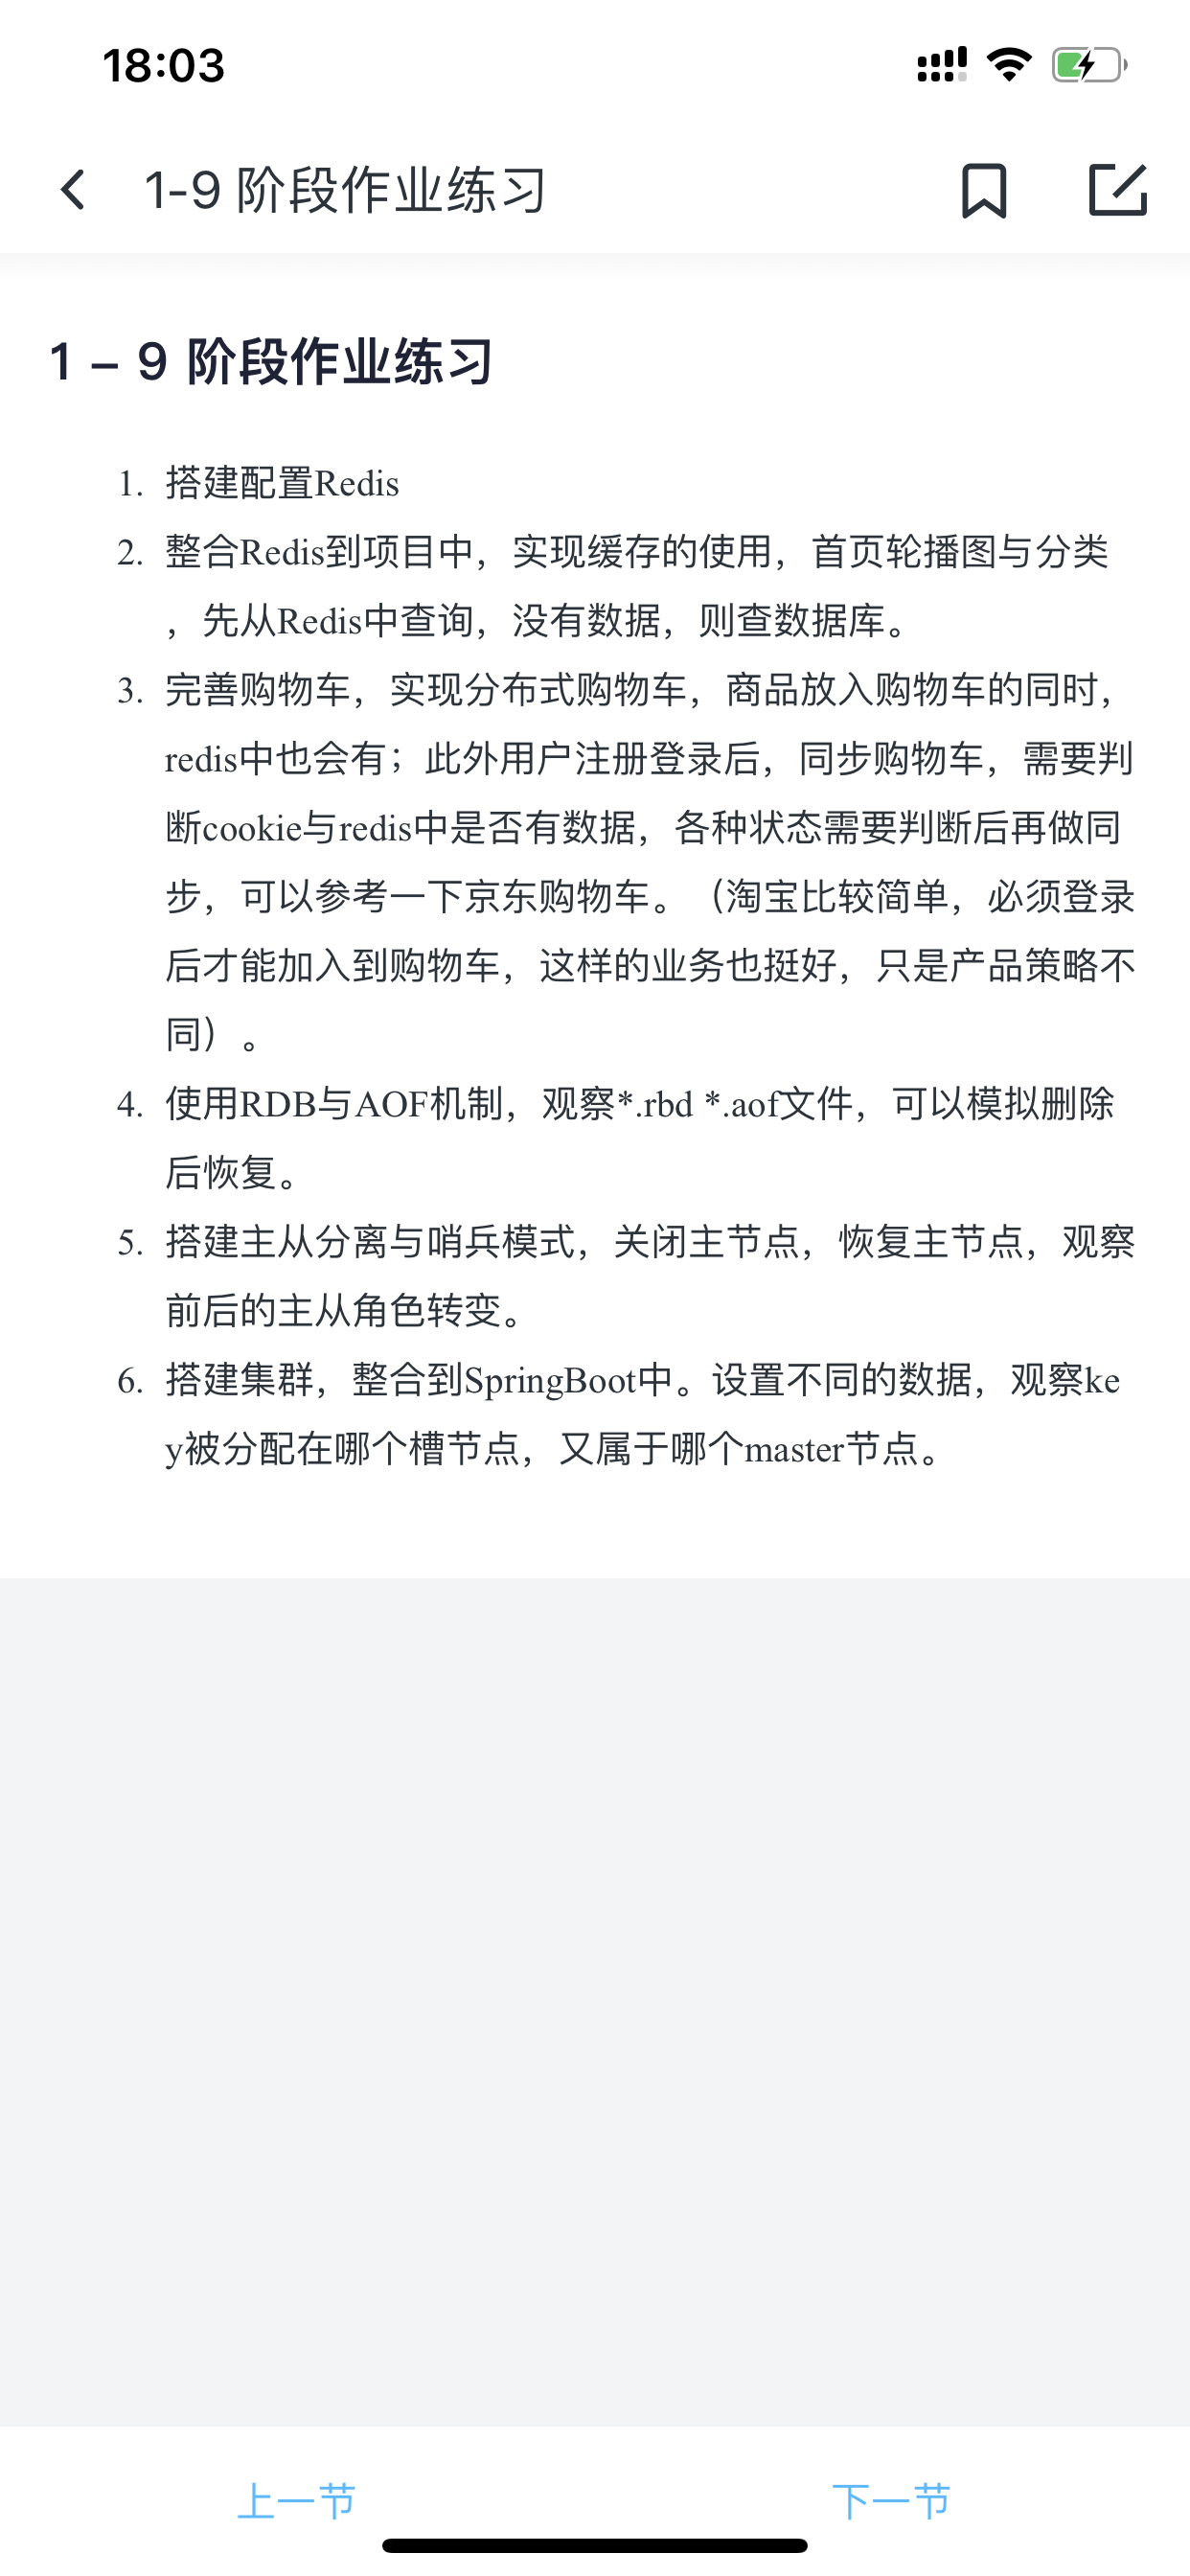 18:03
1-9 阶段作业练习
1 – 9 阶段作业练习
1. 搭建配置Redis
2. 整合Redis到项目中，实现缓存的使用，首页轮播图与分类
，先从Redis中查询，没有数据，则查数据库。
3. 完善购物车，实现分布式购物车，商品放入购物车的同时，
redis中也会有；此外用户注册登录后，同步购物车，需要判
断cookie与redis中是否有数据，各种状态需要判断后再做同
步，可以参考一下京东购物车。（淘宝比较简单，必须登录
后才能加入到购物车，这样的业务也挺好，只是产品策略不
同）。
4. 使用RDB与AOF机制，观察*.rbd *.aof文件，可以模拟删除
后恢复。
5. 搭建主从分离与哨兵模式，关闭主节点，恢复主节点，观察
前后的主从角色转变。
6. 搭建集群，整合到SpringBoot中。设置不同的数据，观察ke
y被分配在哪个槽节点，又属于哪个master节点。
上一节 下一节